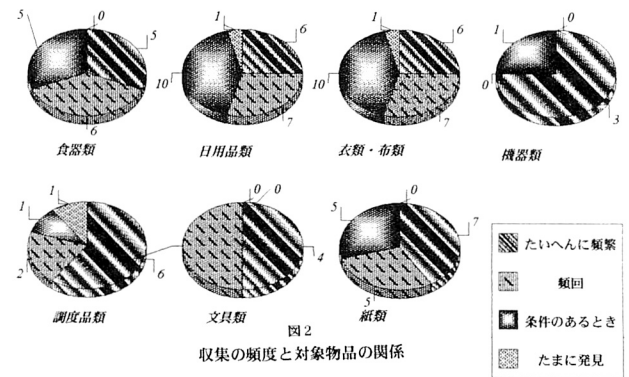 5 1 0 5 6
食器類
1 6 10 7
日用品類
1 6 10 7
衣類・布類
1 0 0 3
機器類
1 1 2 6
調度品類
0 0 4
文具類
5 0 7 5
紙類
たいへんに頻繁
頻回
条件のあるとき
たまに発見
図2
収集の頻度と対象物品の関係